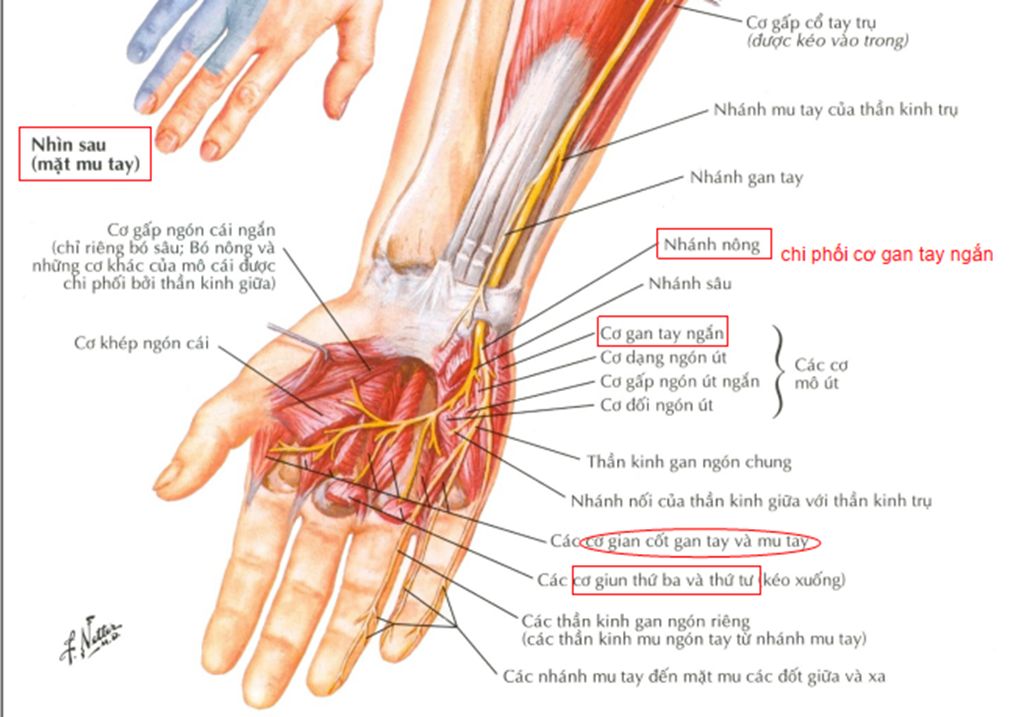 Cơ gấp cổ tay trụ
(được kéo vào trong)
Nhánh mu tay của thần kinh trụ
Nhìn sau
(mặt mu tay)
Nhánh gan tay
Cơ gấp ngón cái ngắn
(chỉ riêng bó sâu; Bó nông và
những cơ khác của mô cái được
chi phối bởi thần kinh giữa)
Nhánh nông
chi phối cơ gan tay ngắn
Nhánh sâu
Cơ khép ngón cái
Cơ gan tay ngắn
Cơ dạng ngón út
Cơ gấp ngón út ngắn
Cơ đối ngón út
Các cơ
mô út
Thần kinh gan ngón chung
Nhánh nối của thần kinh giữa với thần kinh trụ
Các cơ gian cốt gan tay và mu tay
Các cơ giun thứ ba và thứ tư (kéo xuống)
Các thần kinh gan ngón riêng
(các thần kinh mu ngón tay từ nhánh mu tay)
Các nhánh mu tay đến mặt mu các đốt giữa và xa
F. Netter
M.D.